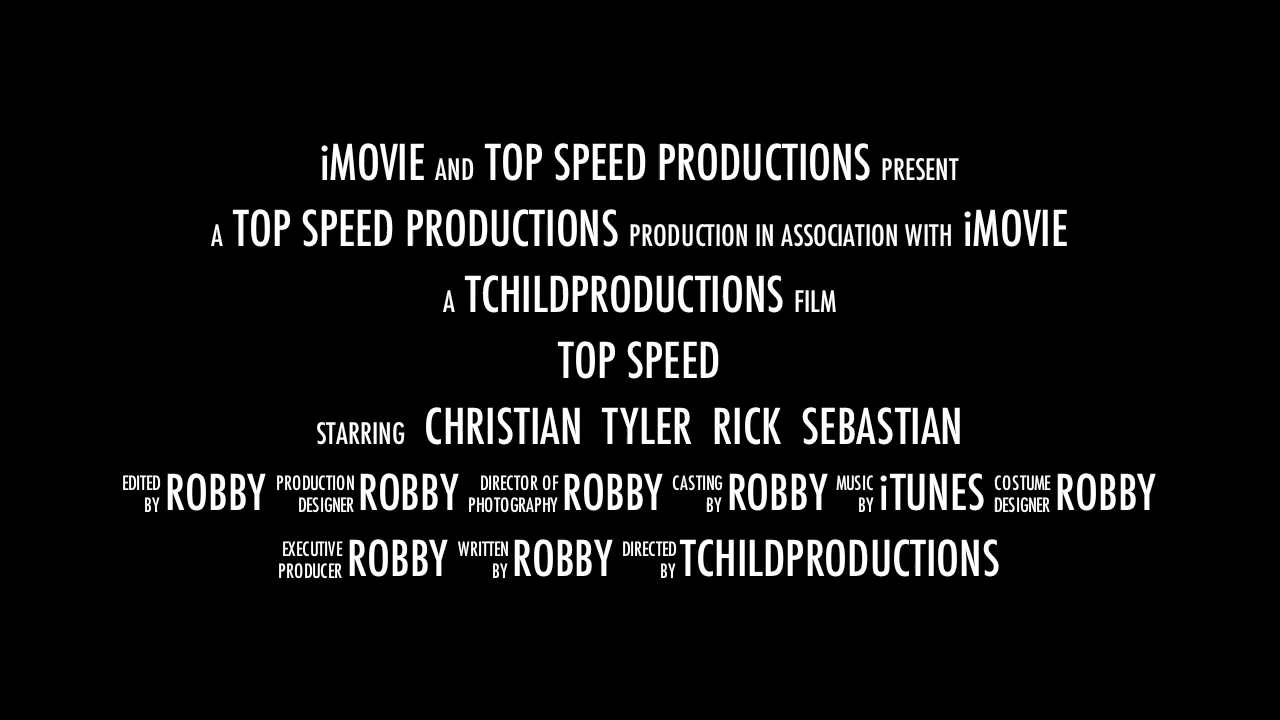 iMOVIE AND TOP SPEED PRODUCTIONS PRESENT
A TOP SPEED PRODUCTIONS PRODUCTION IN ASSOCIATION WITH iMOVIE
A TCHILDPRODUCTIONS FILM
TOP SPEED
STARRING CHRISTIAN TYLER RICK SEBASTIAN
EDITED BY ROBBY PRODUCTION DESIGNER ROBBY DIRECTOR OF PHOTOGRAPHY ROBBY CASTING BY ROBBY MUSIC BY iTUNES COSTUME DESIGNER ROBBY
EXECUTIVE PRODUCER ROBBY WRITTEN BY ROBBY DIRECTED BY TCHILDPRODUCTIONS